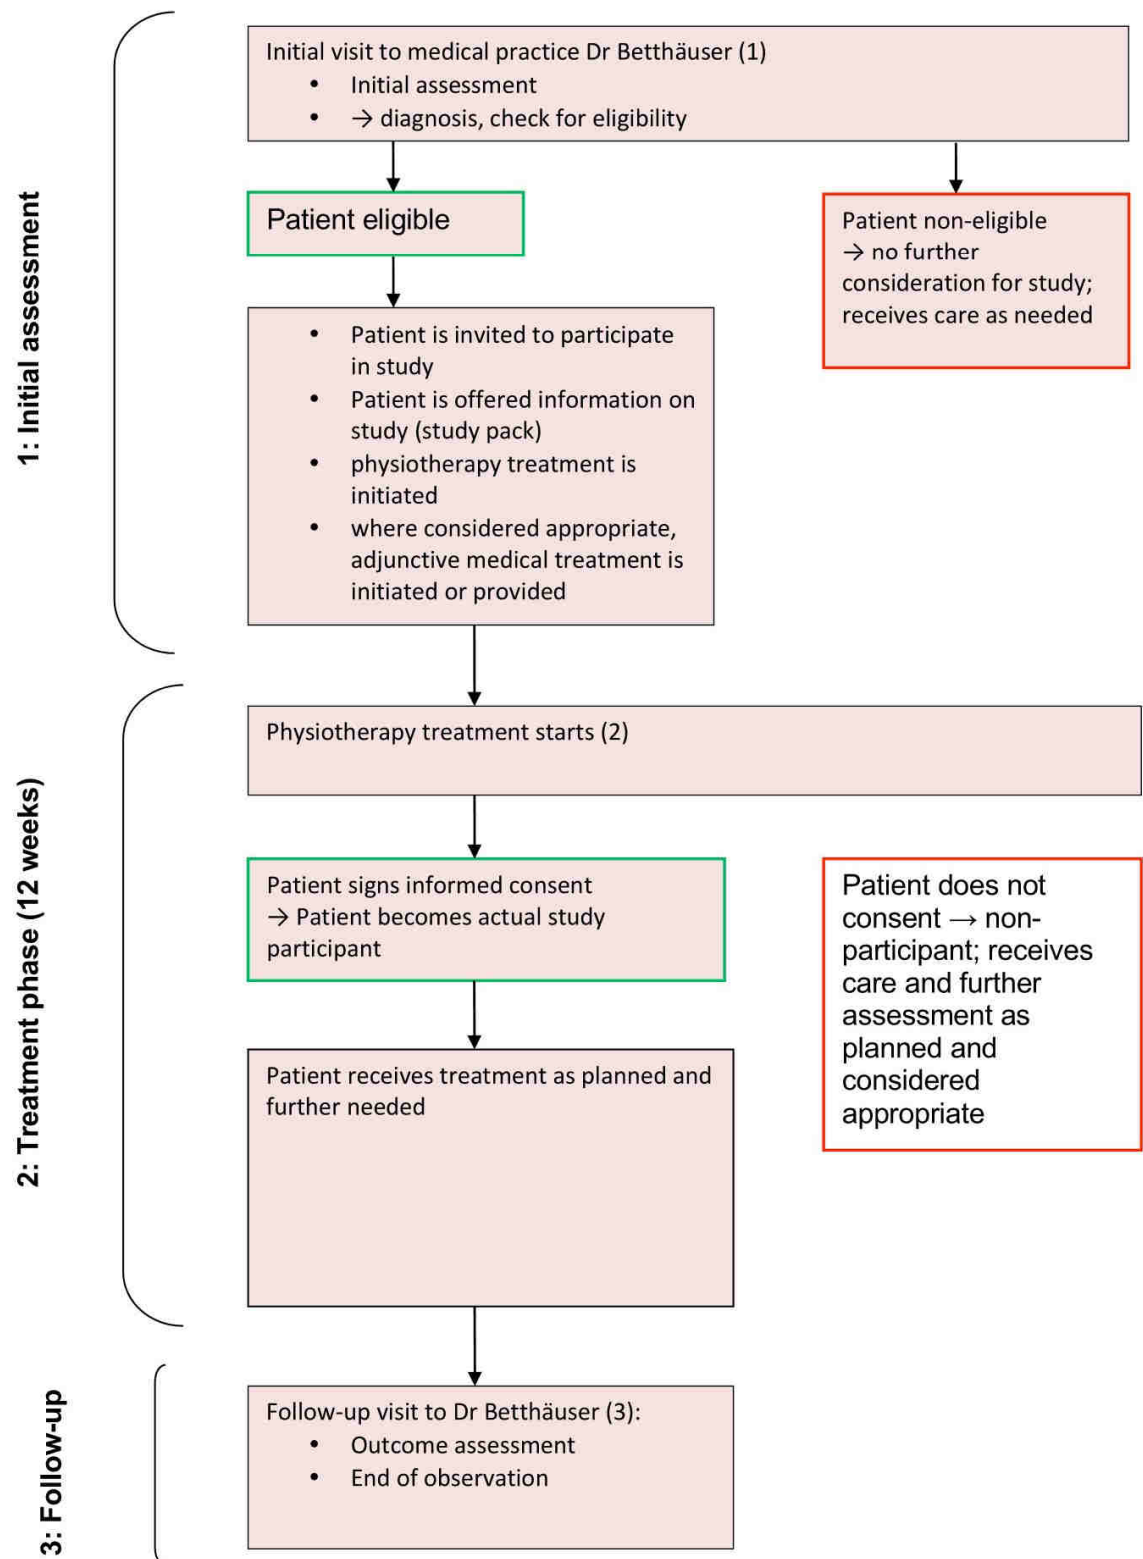 1: Initial assessment
Initial visit to medical practice Dr Betthäuser (1)
• Initial assessment
• → diagnosis, check for eligibility
Patient eligible
Patient non-eligible
→ no further
consideration for study;
receives care as needed
• Patient is invited to participate
in study
• Patient is offered information on
study (study pack)
• physiotherapy treatment is
initiated
• where considered appropriate,
adjunctive medical treatment is
initiated or provided
2: Treatment phase (12 weeks)
Physiotherapy treatment starts (2)
Patient signs informed consent
→ Patient becomes actual study
participant
Patient does not
consent → non-
participant; receives
care and further
assessment as
planned and
considered
appropriate
Patient receives treatment as planned and
further needed
3: Follow-up
Follow-up visit to Dr Betthäuser (3):
• Outcome assessment
• End of observation